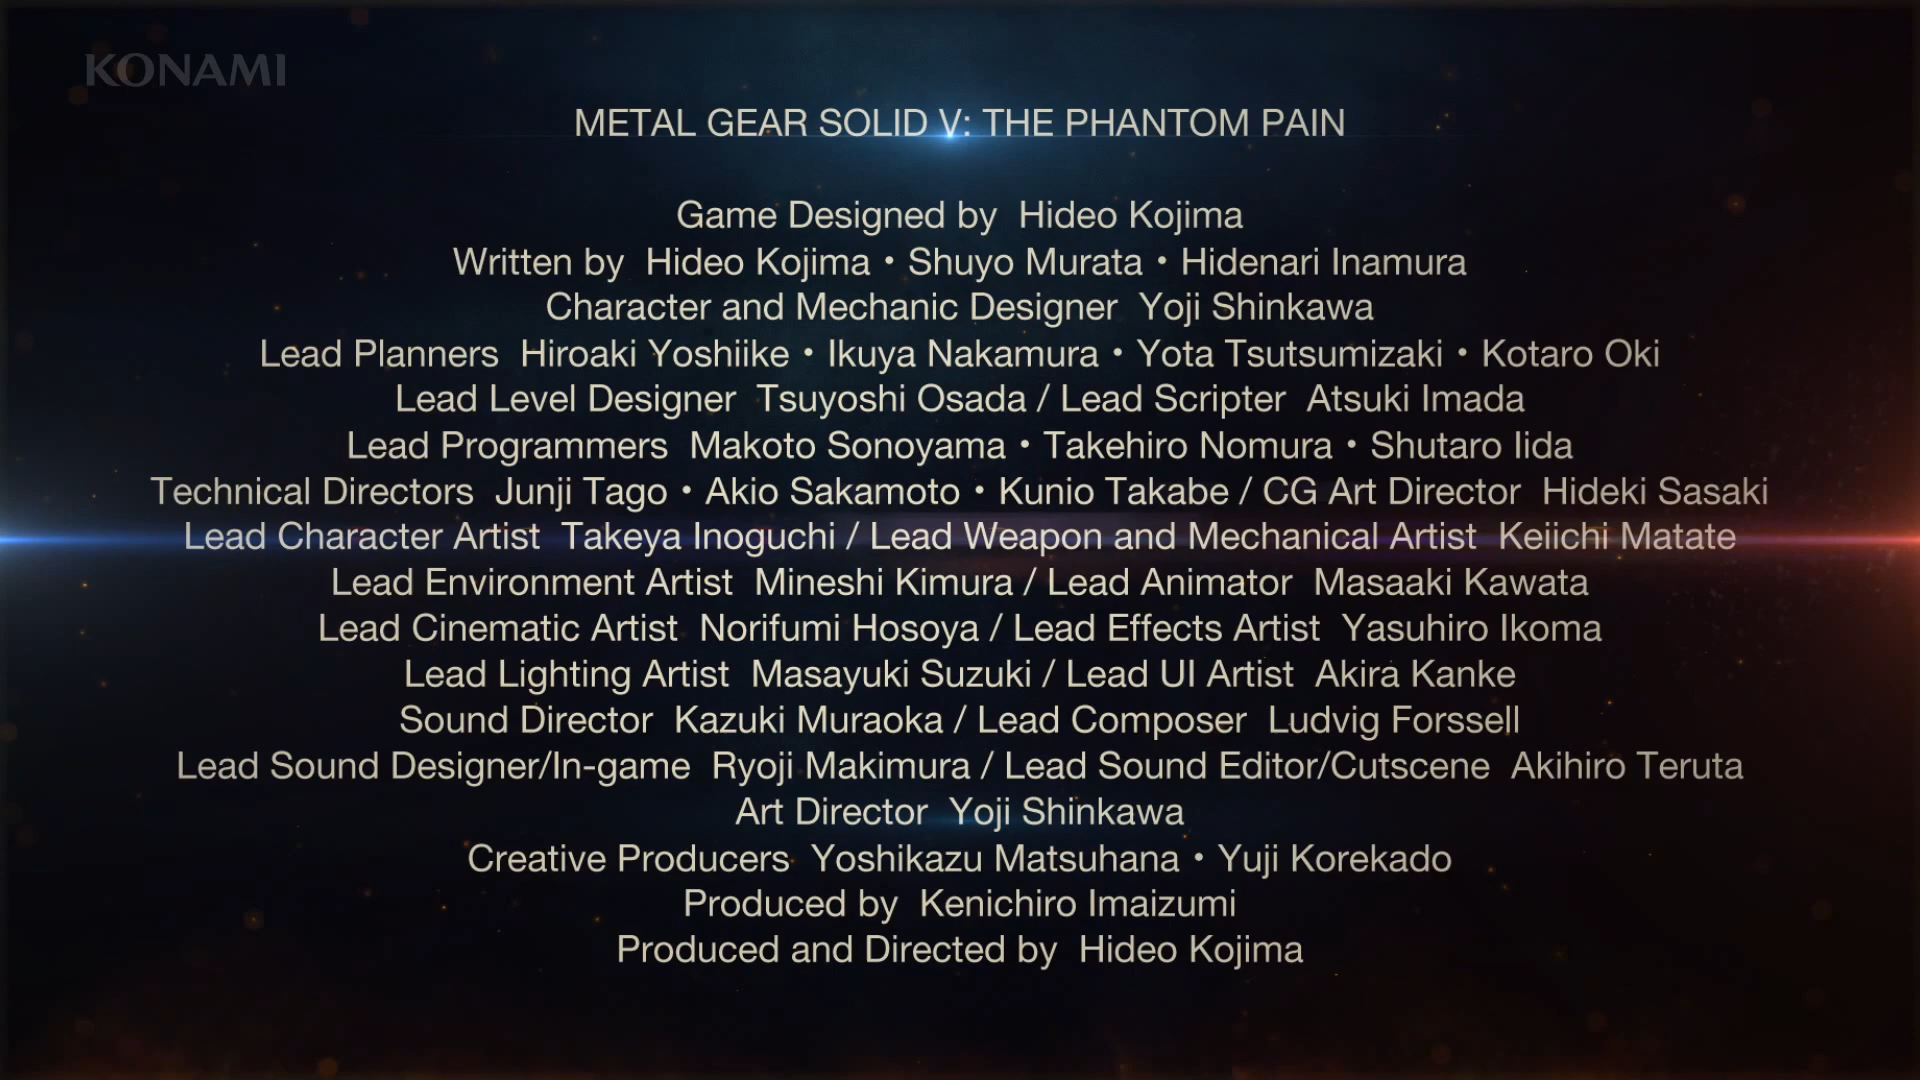 KONAMI
METAL GEAR SOLID V: THE PHANTOM PAIN
Game Designed by Hideo Kojima
Written by Hideo Kojima・Shuyo Murata・Hidenari Inamura
Character and Mechanic Designer Yoji Shinkawa
Lead Planners Hiroaki Yoshiike・Ikuya Nakamura・Yota Tsutsumizaki・Kotaro Oki
Lead Level Designer Tsuyoshi Osada / Lead Scripter Atsuki Imada
Lead Programmers Makoto Sonoyama・Takehiro Nomura・Shutaro Iida
Technical Directors Junji Tago・Akio Sakamoto・Kunio Takabe / CG Art Director Hideki Sasaki
Lead Character Artist Takeya Inoguchi / Lead Weapon and Mechanical Artist Keiichi Matate
Lead Environment Artist Mineshi Kimura / Lead Animator Masaaki Kawata
Lead Cinematic Artist Norifumi Hosoya / Lead Effects Artist Yasuhiro Ikoma
Lead Lighting Artist Masayuki Suzuki / Lead UI Artist Akira Kanke
Sound Director Kazuki Muraoka / Lead Composer Ludvig Forssell
Lead Sound Designer/In-game Ryoji Makimura / Lead Sound Editor/Cutscene Akihiro Teruta
Art Director Yoji Shinkawa
Creative Producers Yoshikazu Matsuhana・Yuji Korekado
Produced by Kenichiro Imaizumi
Produced and Directed by Hideo Kojima